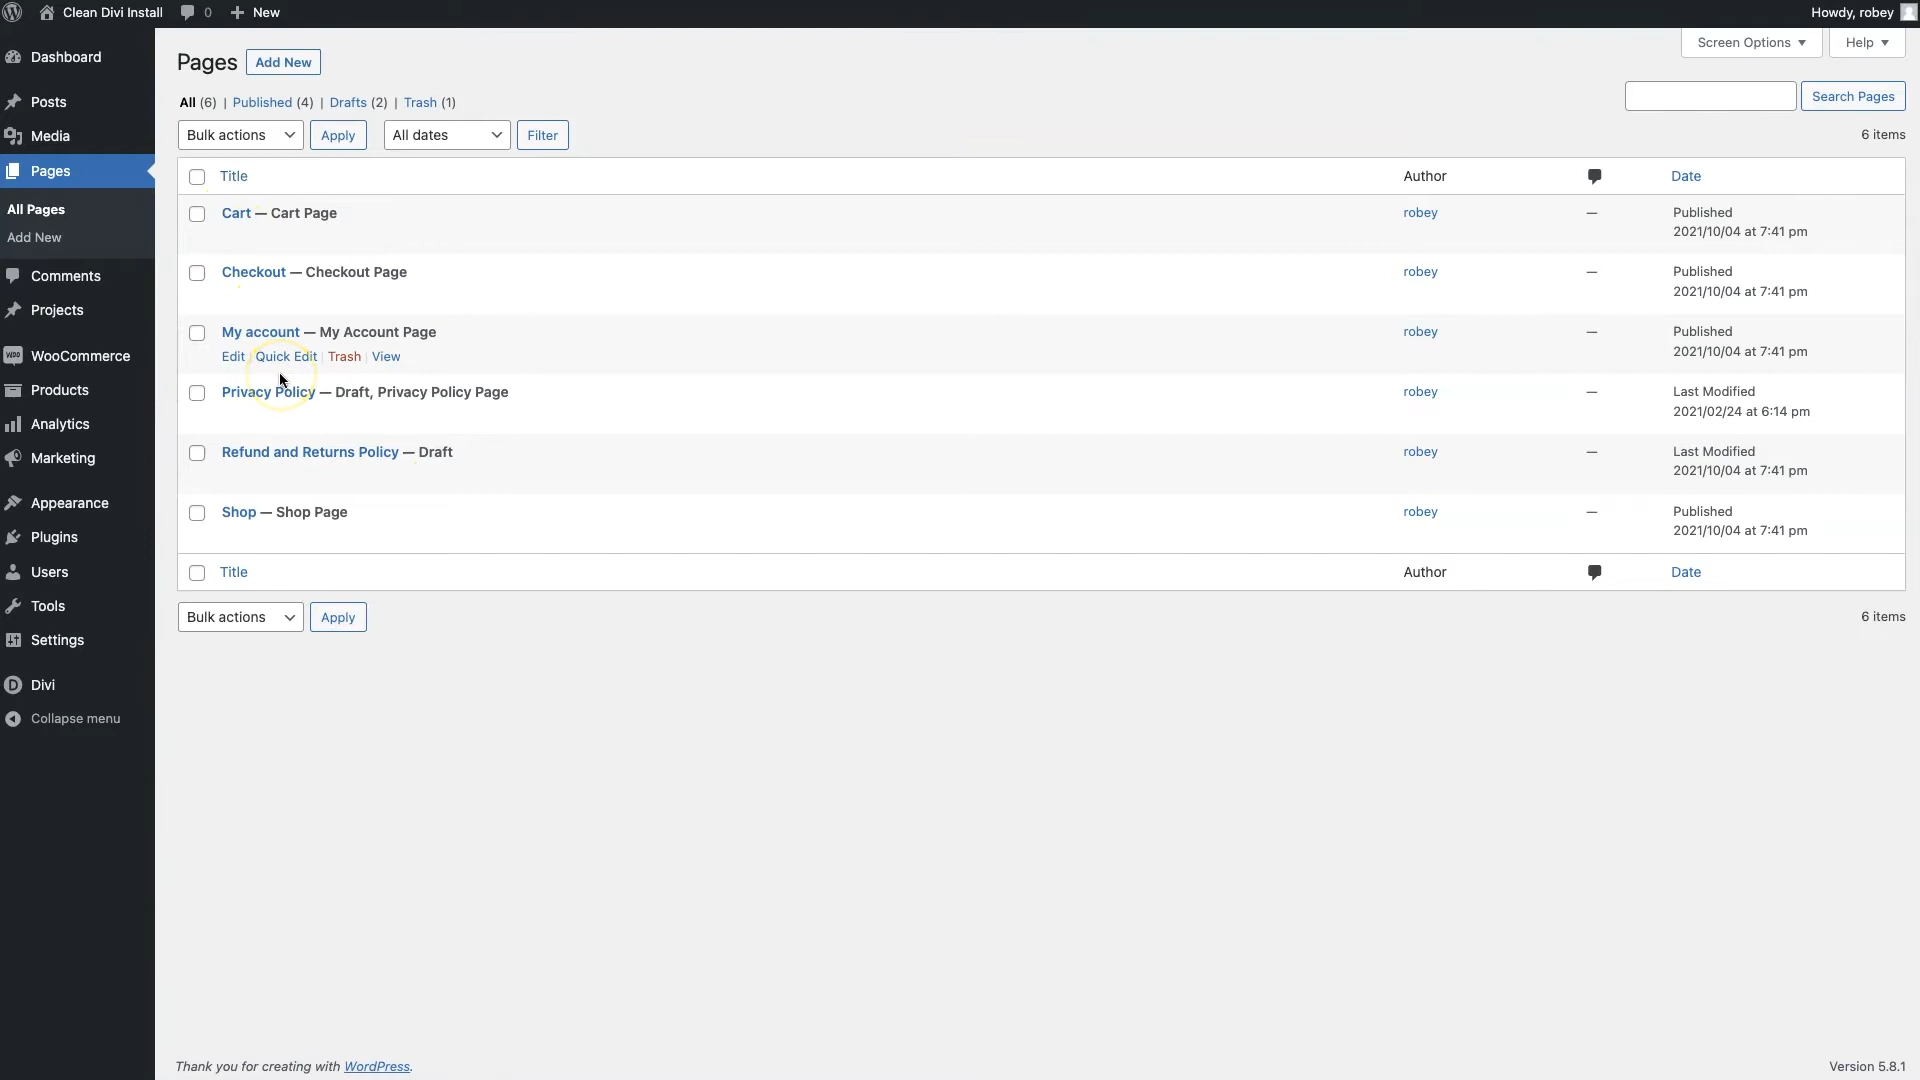 Clean Divi Install 0 New Howdy, robey
Screen Options Help
Dashboard
Posts
Media
Pages
All Pages
Add New
Comments
Projects
WOO WooCommerce
Products
Analytics
Marketing
Appearance
Plugins
Users
Tools
Settings
D Divi
Collapse menu
Pages Add New
All (6) | Published (4) | Drafts (2) | Trash (1)
Search Pages
Bulk actions Apply All dates Filter 6 items
Title Author Date
Cart — Cart Page robey — Published
2021/10/04 at 7:41 pm
Checkout — Checkout Page robey — Published
2021/10/04 at 7:41 pm
My account — My Account Page robey — Published
2021/10/04 at 7:41 pm
Edit | Quick Edit | Trash | View
Privacy Policy — Draft, Privacy Policy Page robey — Last Modified
2021/02/24 at 6:14 pm
Refund and Returns Policy — Draft robey — Last Modified
2021/10/04 at 7:41 pm
Shop — Shop Page robey — Published
2021/10/04 at 7:41 pm
Title Author Date
Bulk actions Apply 6 items
Thank you for creating with WordPress. Version 5.8.1